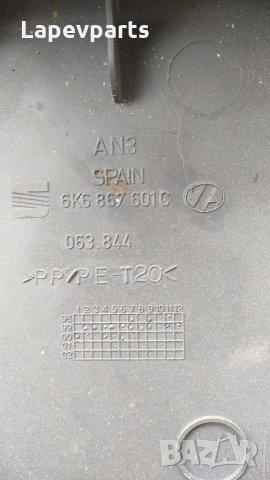 Lapevparts
AN3
SPAIN
6K6 867 601 C
063.844
>PP/PE-T20<
1 2 3 4 5 6 7 8 9 10 11 12
98
99
00
01
02
BAZAR